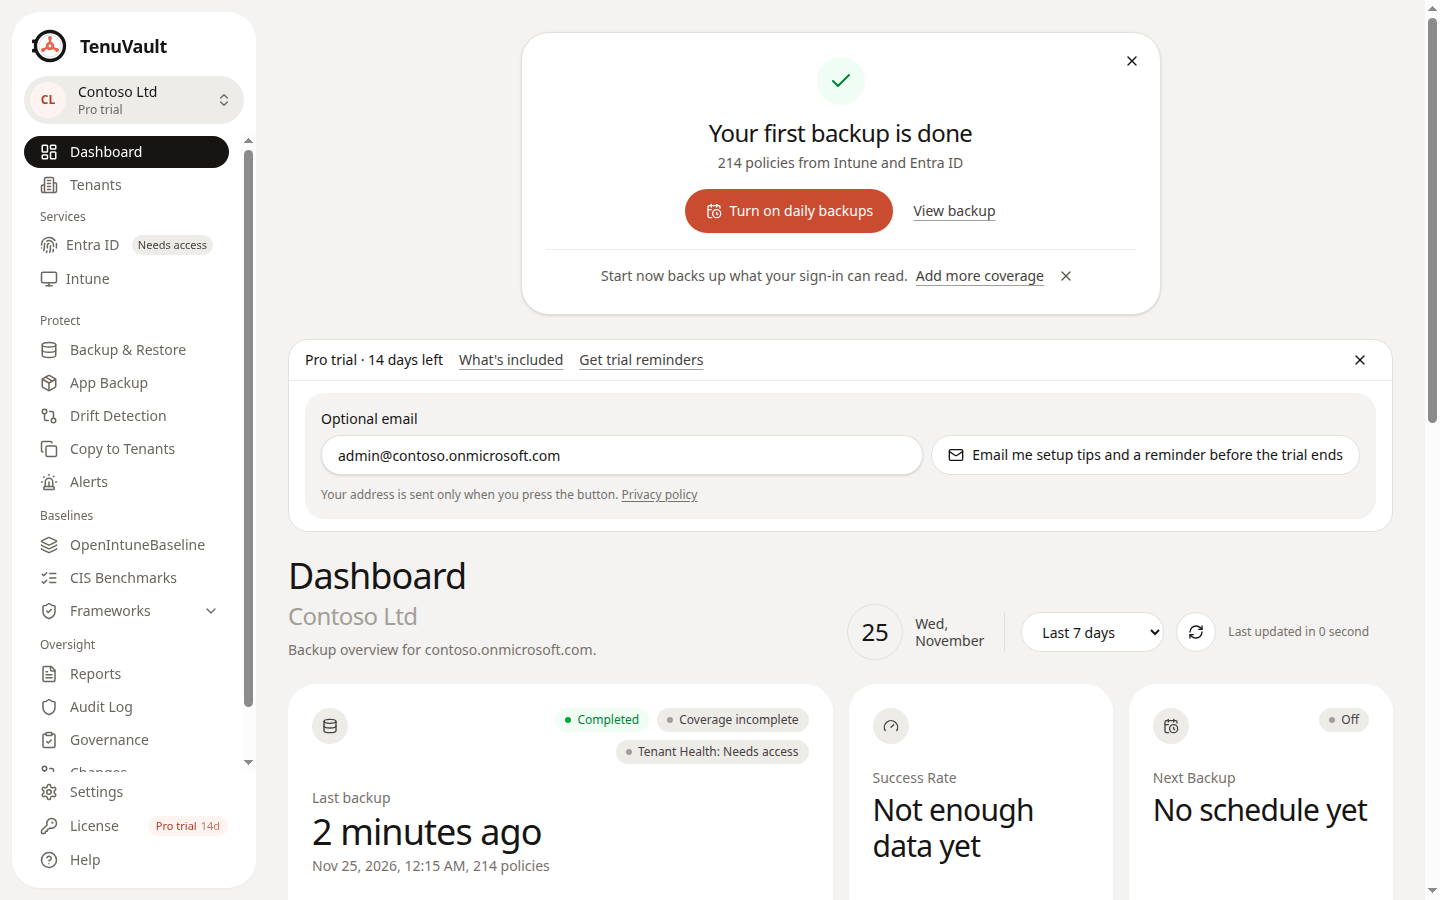 TenuVault
CL
Contoso Ltd
Pro trial
Dashboard
Tenants
Services
Entra ID
Needs access
Intune
Protect
Backup & Restore
App Backup
Drift Detection
Copy to Tenants
Alerts
Baselines
OpenIntuneBaseline
CIS Benchmarks
Frameworks
Oversight
Reports
Audit Log
Governance
Changes
Settings
License
Pro trial 14d
Help
Your first backup is done
214 policies from Intune and Entra ID
Turn on daily backups
View backup
Start now backs up what your sign-in can read. Add more coverage
Pro trial · 14 days left
What's included
Get trial reminders
Optional email
admin@contoso.onmicrosoft.com
Email me setup tips and a reminder before the trial ends
Your address is sent only when you press the button. Privacy policy
Dashboard
Contoso Ltd
Backup overview for contoso.onmicrosoft.com.
25
Wed,
November
Last 7 days
Last updated in 0 second
Completed
Coverage incomplete
Tenant Health: Needs access
Last backup
2 minutes ago
Nov 25, 2026, 12:15 AM, 214 policies
Success Rate
Not enough
data yet
Off
Next Backup
No schedule yet